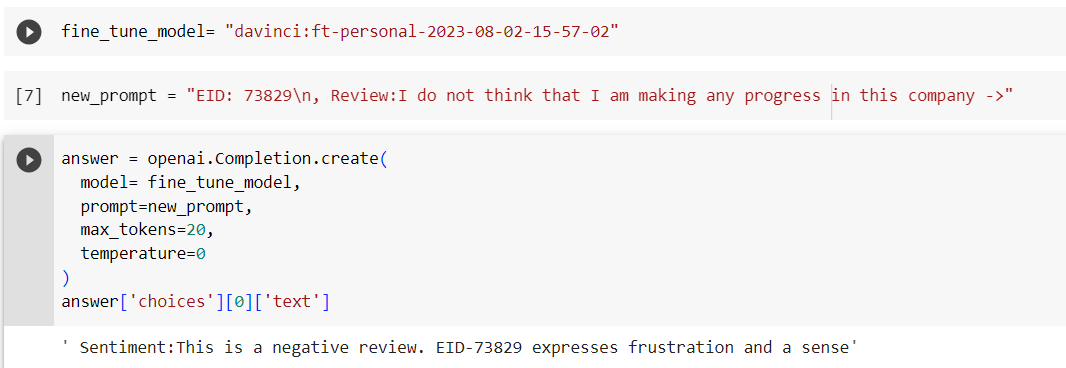 fine_tune_model= "davinci:ft-personal-2023-08-02-15-57-02"
[7] new_prompt = "EID: 73829\n, Review:I do not think that I am making any progress in this company ->"
answer = openai.Completion.create(
  model= fine_tune_model,
  prompt=new_prompt,
  max_tokens=20,
  temperature=0
)
answer['choices'][0]['text']
' Sentiment:This is a negative review. EID-73829 expresses frustration and a sense'